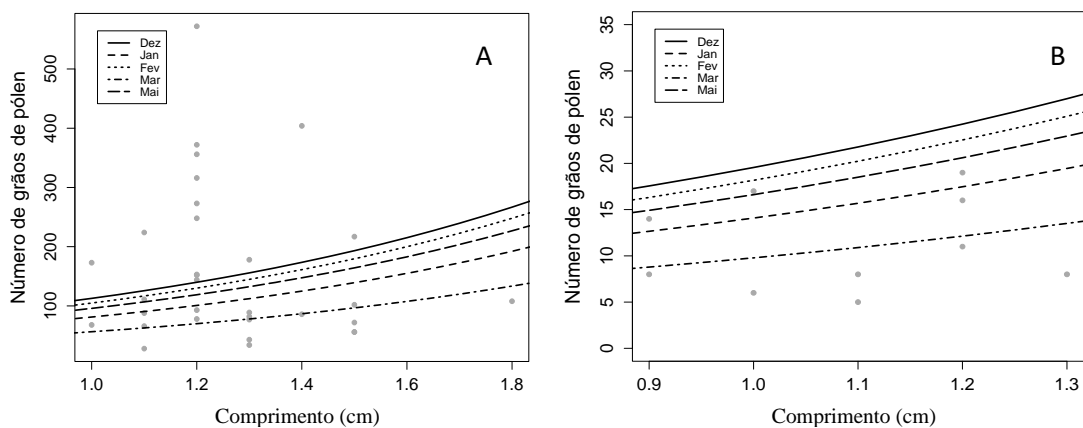 A
Dez
Jan
Fev
Mar
Mai
Número de grãos de pólen
100
200
300
400
500
1.0
1.2
1.4
1.6
1.8
Comprimento (cm)
B
Dez
Jan
Fev
Mar
Mai
Número de grãos de pólen
0
5
10
15
20
25
30
35
0.9
1.0
1.1
1.2
1.3
Comprimento (cm)